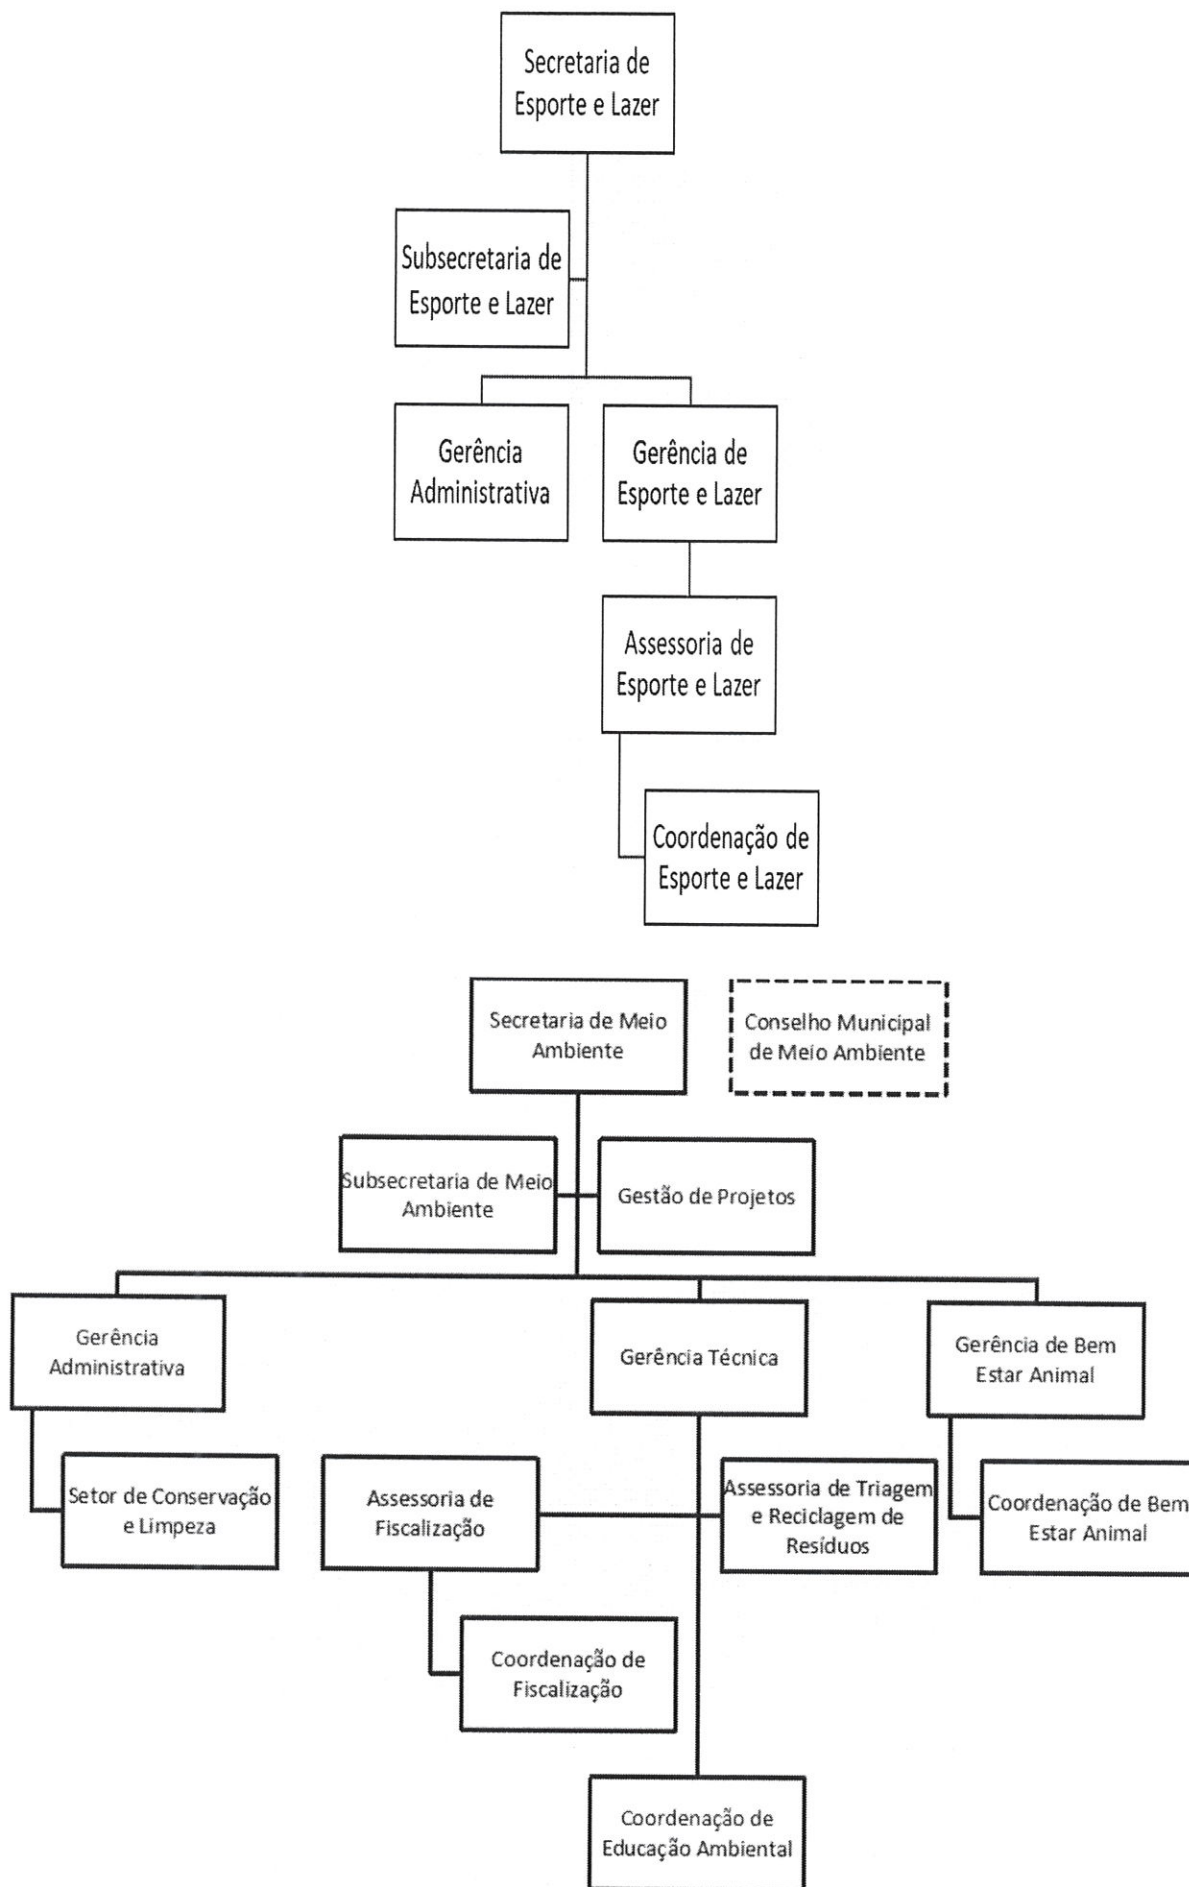 Secretaria de
Esporte e Lazer
Subsecretaria de
Esporte e Lazer
Gerência
Administrativa
Gerência de
Esporte e Lazer
Assessoria de
Esporte e Lazer
Coordenação de
Esporte e Lazer
Secretaria de Meio
Ambiente
Conselho Municipal
de Meio Ambiente
Subsecretaria de Meio
Ambiente
Gestão de Projetos
Gerência
Administrativa
Gerência Técnica
Gerência de Bem
Estar Animal
Setor de Conservação
e Limpeza
Assessoria de
Fiscalização
Assessoria de Triagem
e Reciclagem de
Resíduos
Coordenação de Bem
Estar Animal
Coordenação de
Fiscalização
Coordenação de
Educação Ambiental